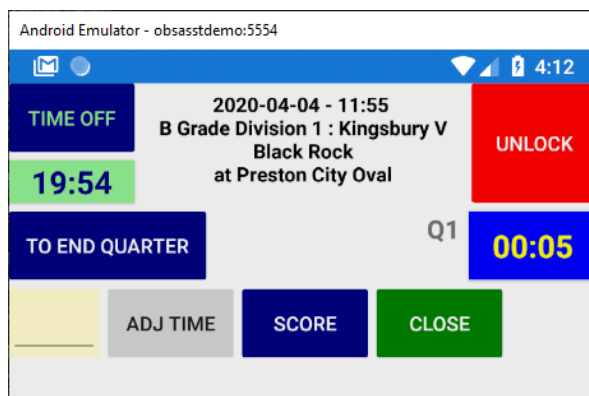 Android Emulator - obsasstdemo:5554
4:12
TIME OFF
2020-04-04 - 11:55
B Grade Division 1 : Kingsbury V
Black Rock
at Preston City Oval
UNLOCK
19:54
TO END QUARTER
Q1
00:05
ADJ TIME
SCORE
CLOSE